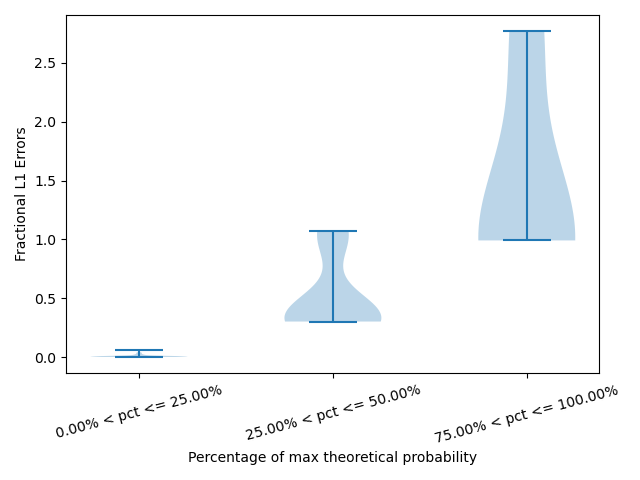 Fractional L1 Errors
2.5
2.0
1.5
1.0
0.5
0.0
0.00% < pct <= 25.00%
25.00% < pct <= 50.00%
75.00% < pct <= 100.00%
Percentage of max theoretical probability